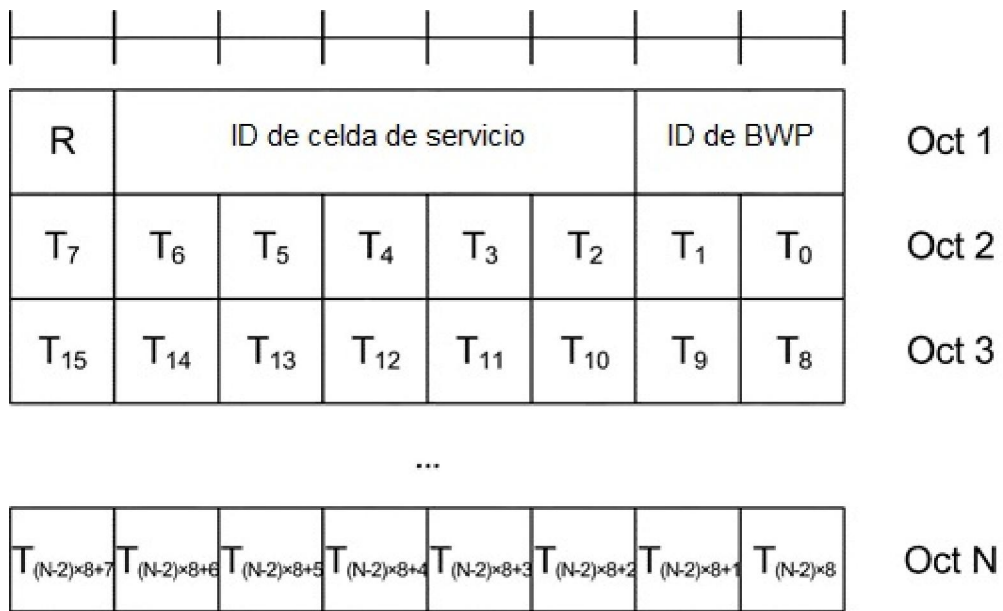 R ID de celda de servicio ID de BWP Oct 1
T₇ T₆ T₅ T₄ T₃ T₂ T₁ T₀ Oct 2
T₁₅ T₁₄ T₁₃ T₁₂ T₁₁ T₁₀ T₉ T₈ Oct 3
...
T₍N-2₎×8+7 T₍N-2₎×8+6 T₍N-2₎×8+5 T₍N-2₎×8+4 T₍N-2₎×8+3 T₍N-2₎×8+2 T₍N-2₎×8+1 T₍N-2₎×8 Oct N